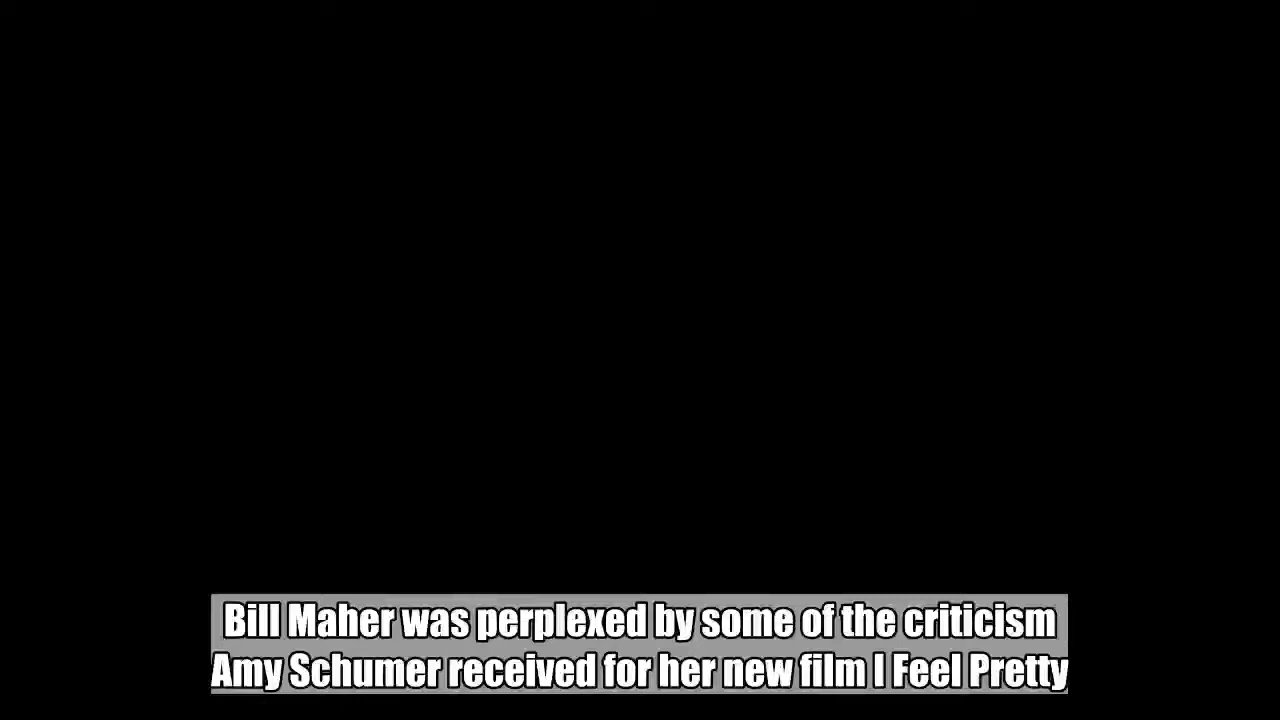 Bill Maher was perplexed by some of the criticism
Amy Schumer received for her new film I Feel Pretty